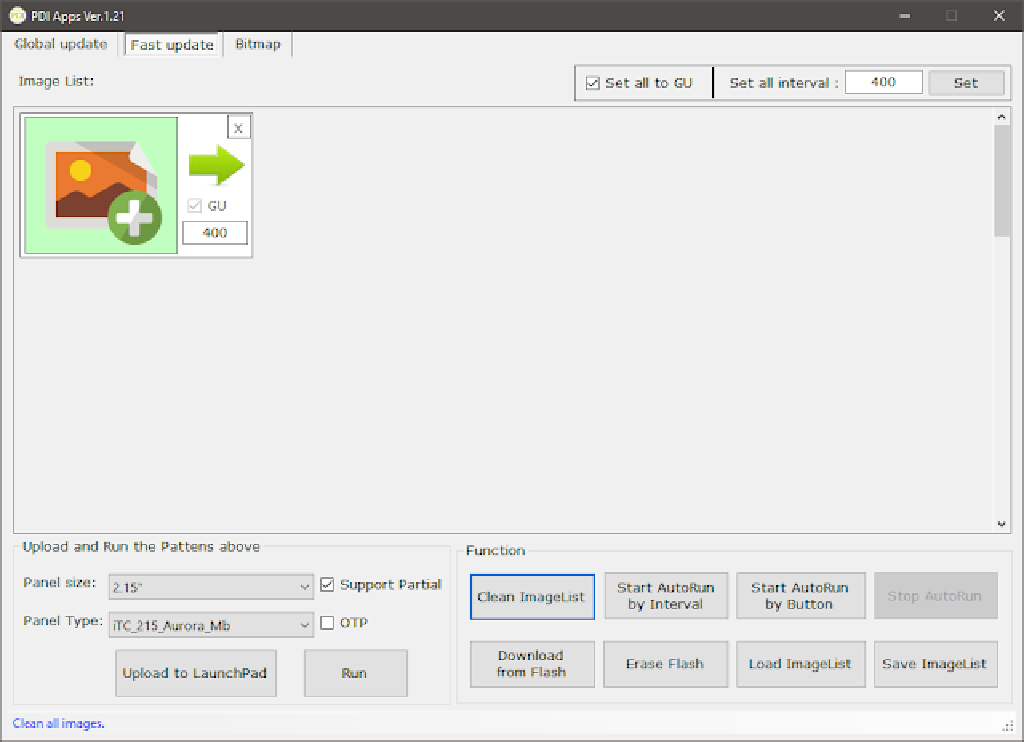 PDI Apps Ver.1.21
Global update
Fast update
Bitmap
Image List:
Set all to GU
Set all interval :
400
Set
x
GU
400
Upload and Run the Pattens above
Panel size:
2.15"
Support Partial
Panel Type:
iTC_215_Aurora_Mb
OTP
Upload to LaunchPad
Run
Function
Clean ImageList
Start AutoRun
by Interval
Start AutoRun
by Button
Stop AutoRun
Download
from Flash
Erase Flash
Load ImageList
Save ImageList
Clean all images.